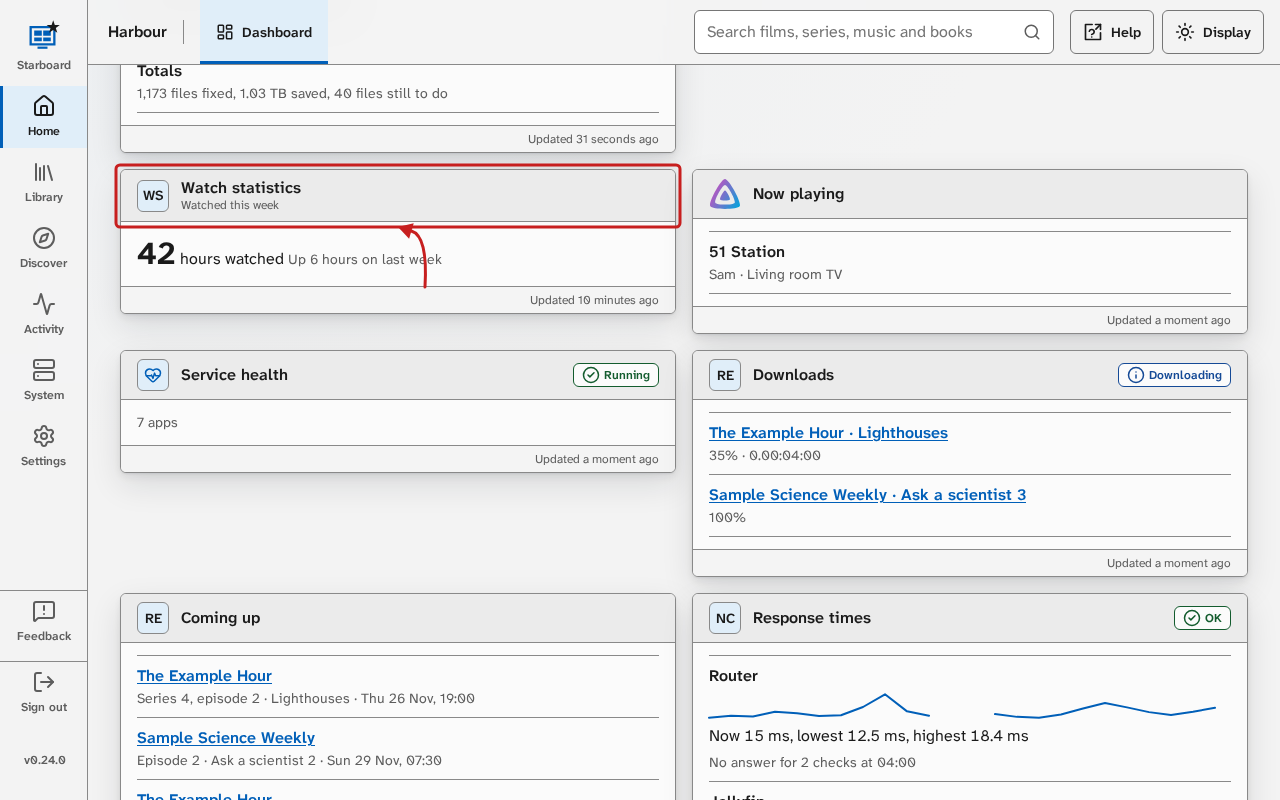 Starboard
Home
Library
Discover
Activity
System
Settings
Feedback
Sign out
v0.24.0
Harbour
Dashboard
Search films, series, music and books
Help
Display
Totals
1,173 files fixed, 1.03 TB saved, 40 files still to do
Updated 31 seconds ago
WS
Watch statistics
Watched this week
42 hours watched Up 6 hours on last week
Updated 10 minutes ago
Now playing
51 Station
Sam · Living room TV
Updated a moment ago
Service health
Running
7 apps
Updated a moment ago
RE
Downloads
Downloading
The Example Hour · Lighthouses
35% · 0.00:04:00
Sample Science Weekly · Ask a scientist 3
100%
Updated a moment ago
RE
Coming up
The Example Hour
Series 4, episode 2 · Lighthouses · Thu 26 Nov, 19:00
Sample Science Weekly
Episode 2 · Ask a scientist 2 · Sun 29 Nov, 07:30
The Example Hour
NC
Response times
OK
Router
Now 15 ms, lowest 12.5 ms, highest 18.4 ms
No answer for 2 checks at 04:00
Jellyfin